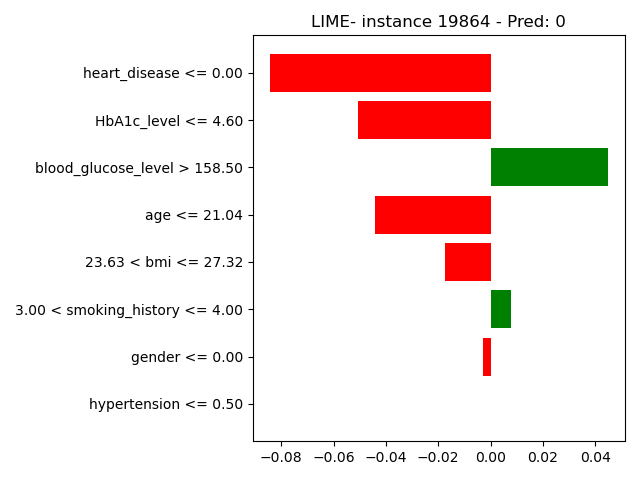 LIME- instance 19864 - Pred: 0
heart_disease <= 0.00
HbA1c_level <= 4.60
blood_glucose_level > 158.50
age <= 21.04
23.63 < bmi <= 27.32
3.00 < smoking_history <= 4.00
gender <= 0.00
hypertension <= 0.50
−0.08 −0.06 −0.04 −0.02 0.00 0.02 0.04